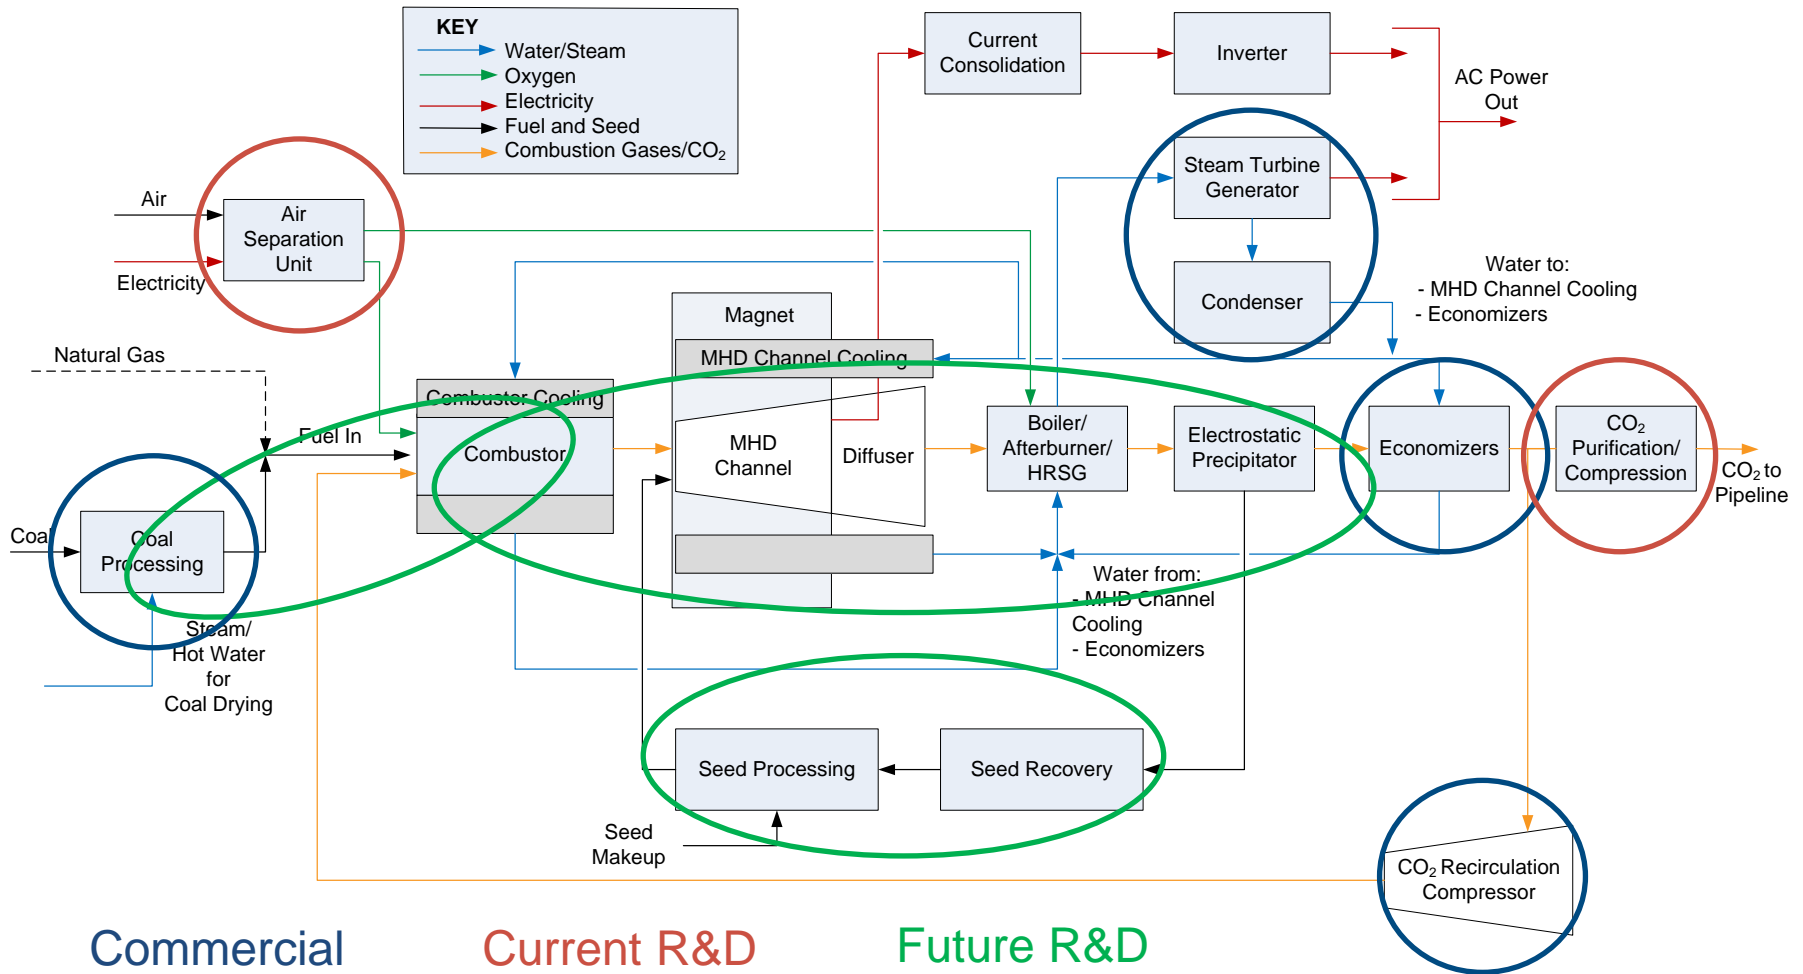 KEY
Water/Steam
Oxygen
Electricity
Fuel and Seed
Combustion Gases/CO₂
Current
Consolidation
Inverter
AC Power
Out
Steam Turbine
Generator
Condenser
Water to:
- MHD Channel Cooling
- Economizers
Air
Electricity
Air
Separation
Unit
Natural Gas
Fuel In
Coal
Coal
Processing
Steam/
Hot Water
for
Coal Drying
Combustor Cooling
Combustor
Magnet
MHD Channel Cooling
MHD
Channel
Diffuser
Boiler/
Afterburner/
HRSG
Electrostatic
Precipitator
Economizers
CO₂
Purification/
Compression
CO₂ to
Pipeline
Water from:
- MHD Channel
Cooling
- Economizers
Seed Processing
Seed Recovery
Seed
Makeup
CO₂ Recirculation
Compressor
Commercial
Current R&D
Future R&D